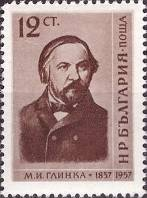 12 СТ.
НР БЪЛГАРИЯ·ПОЩА
М.И.ГЛИНКА - 1857 1957